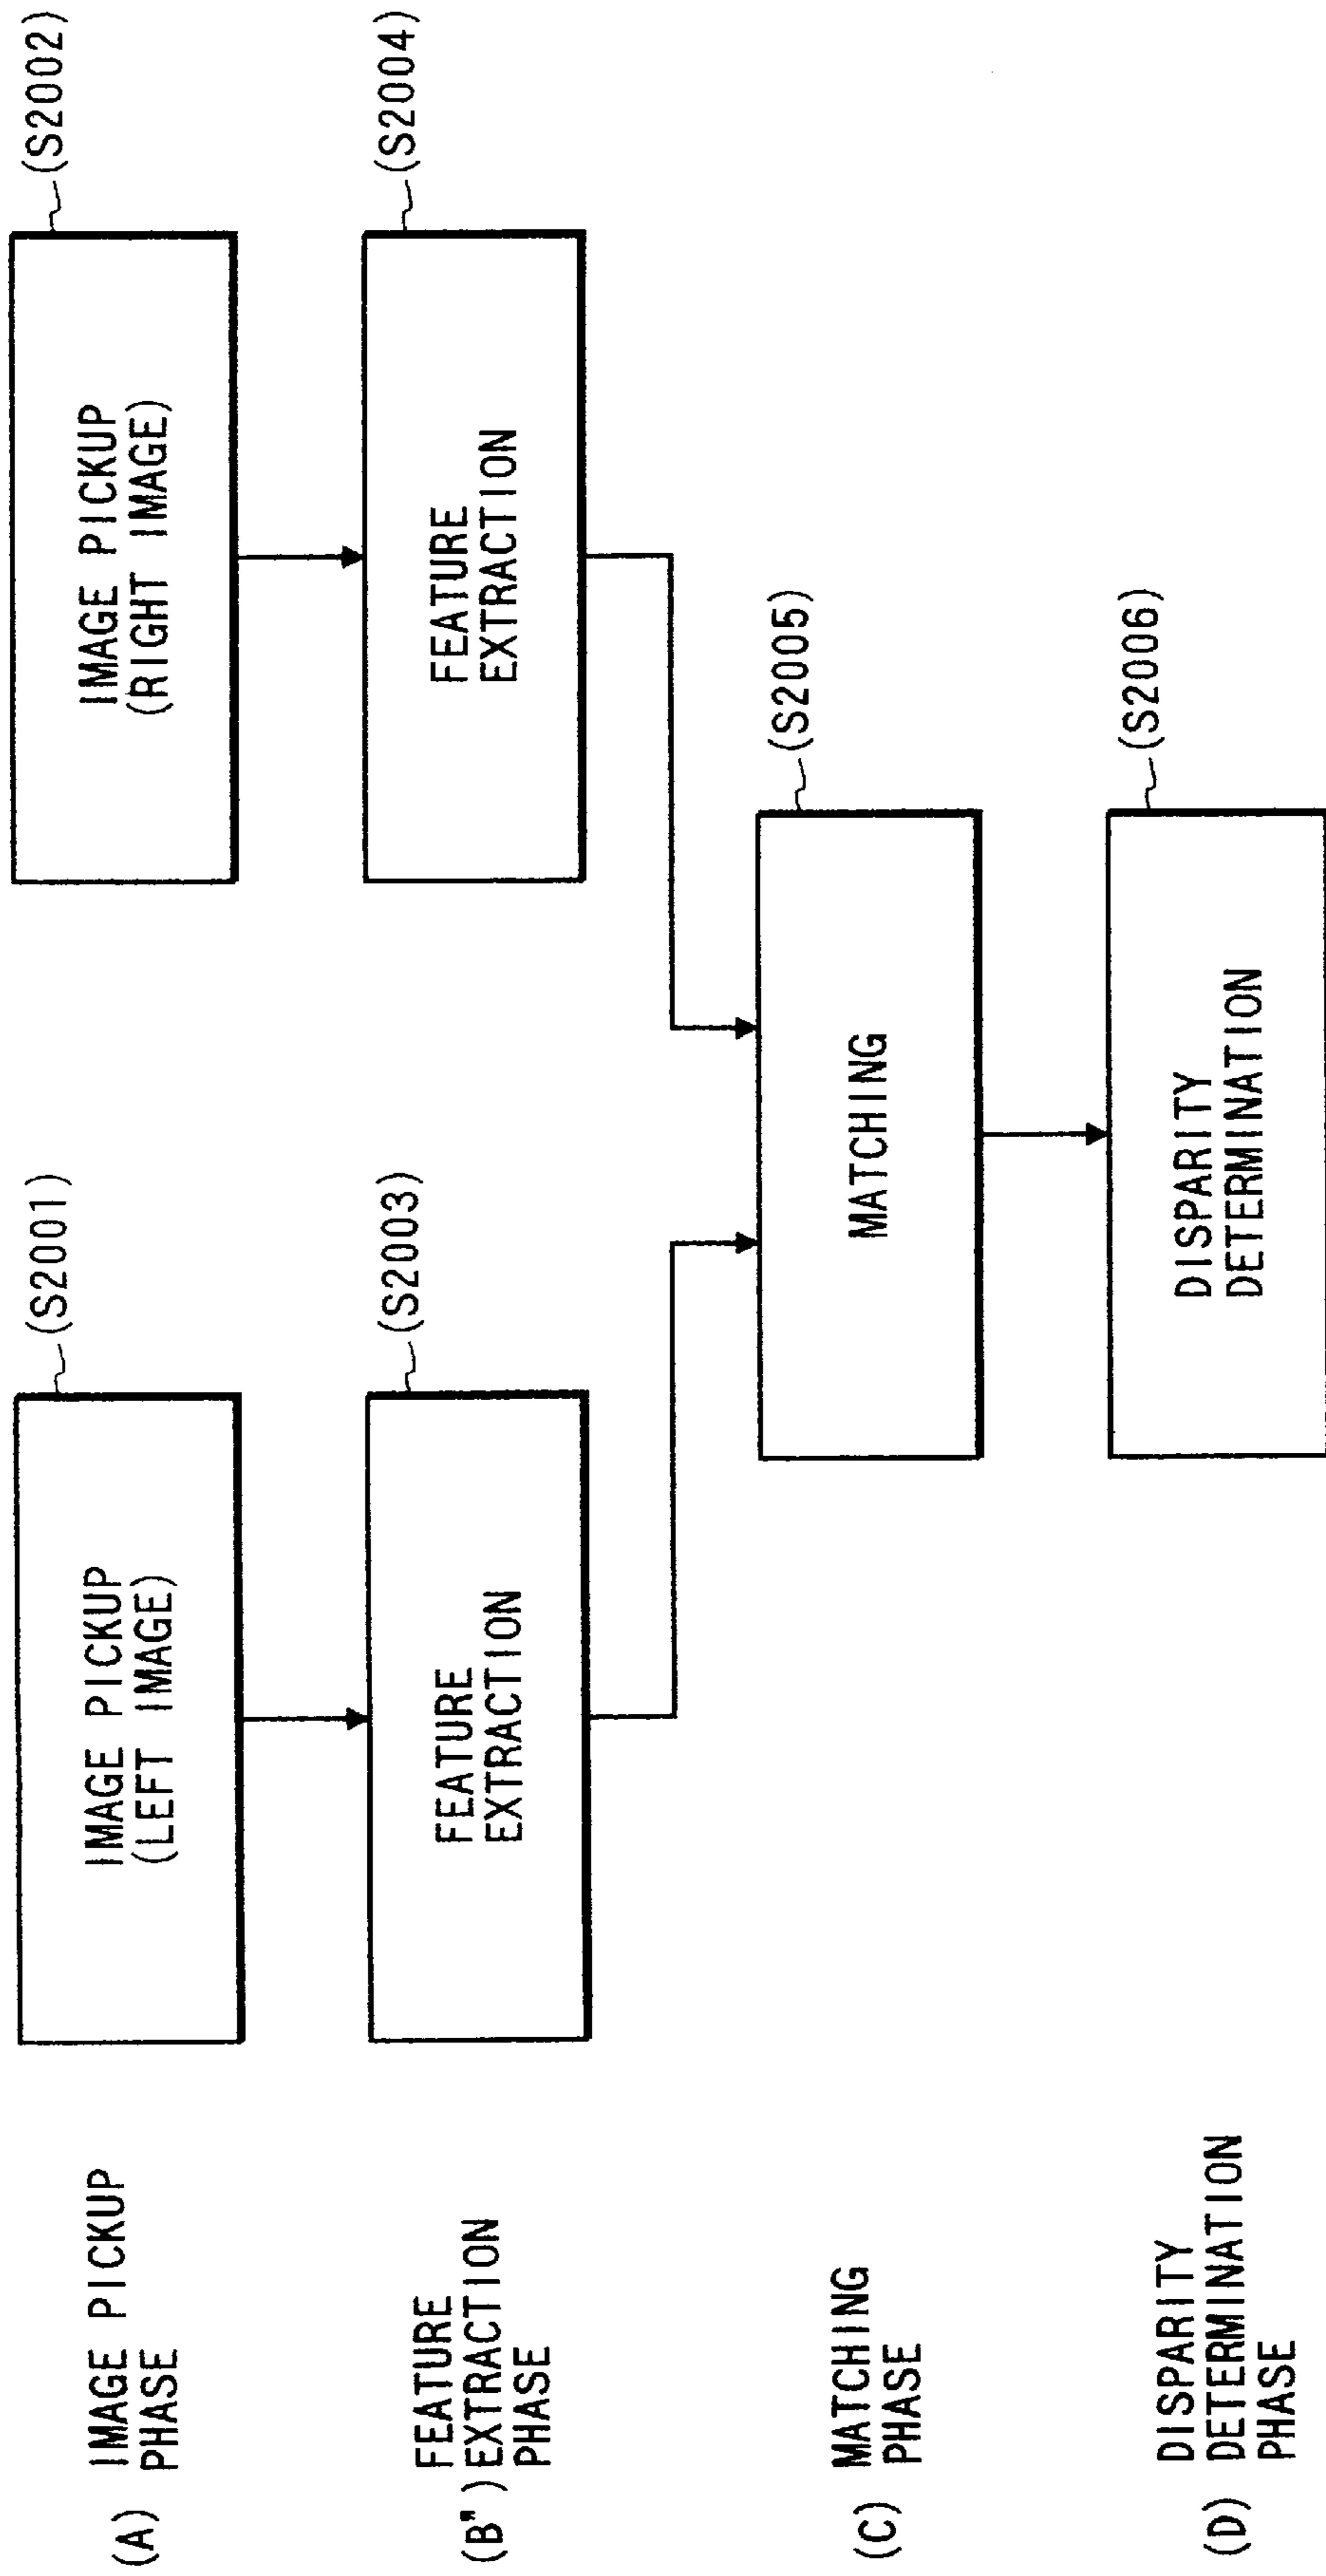 (A) IMAGE PICKUP
PHASE
IMAGE PICKUP
(LEFT IMAGE)
(S2001)
IMAGE PICKUP
(RIGHT IMAGE)
(S2002)
FEATURE
(B") EXTRACTION
PHASE
FEATURE
EXTRACTION
(S2003)
FEATURE
EXTRACTION
(S2004)
(C) MATCHING
PHASE
MATCHING
(S2005)
DISPARITY
(D) DETERMINATION
PHASE
DISPARITY
DETERMINATION
(S2006)